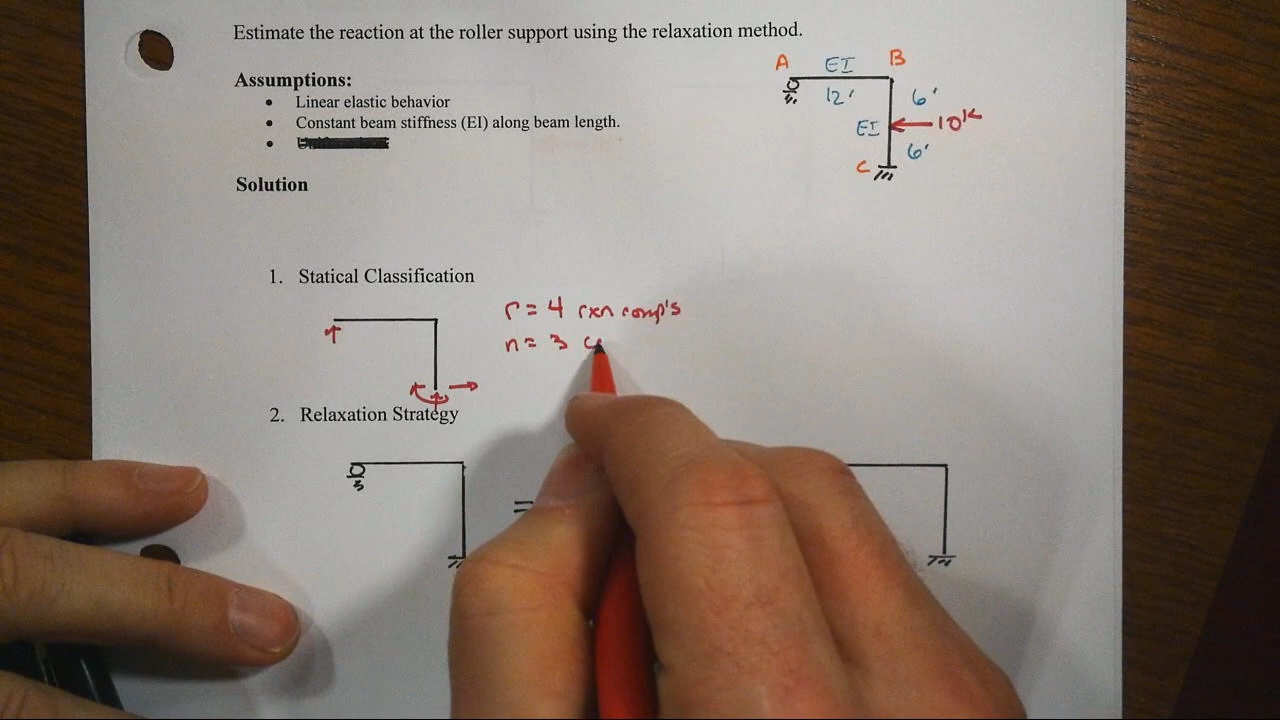 Estimate the reaction at the roller support using the relaxation method.
A EI B
Assumptions:
12' 6'
• Linear elastic behavior
• Constant beam stiffness (EI) along beam length.
EI 10K
6'
C
Solution
1. Statical Classification
r = 4 rxn comp's
n = 3
2. Relaxation Strategy
=